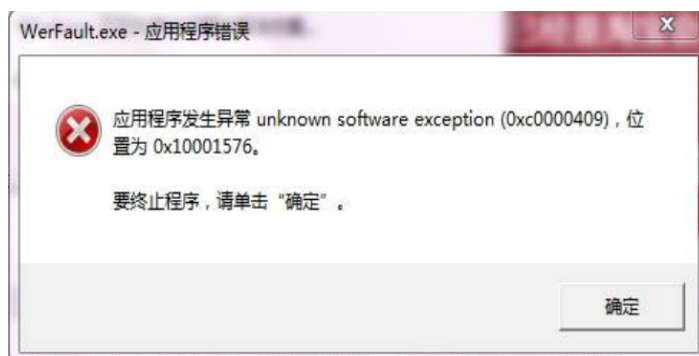 WerFault.exe - 应用程序错误
应用程序发生异常 unknown software exception (0xc0000409)，位
置为 0x10001576。
要终止程序，请单击“确定”。
确定